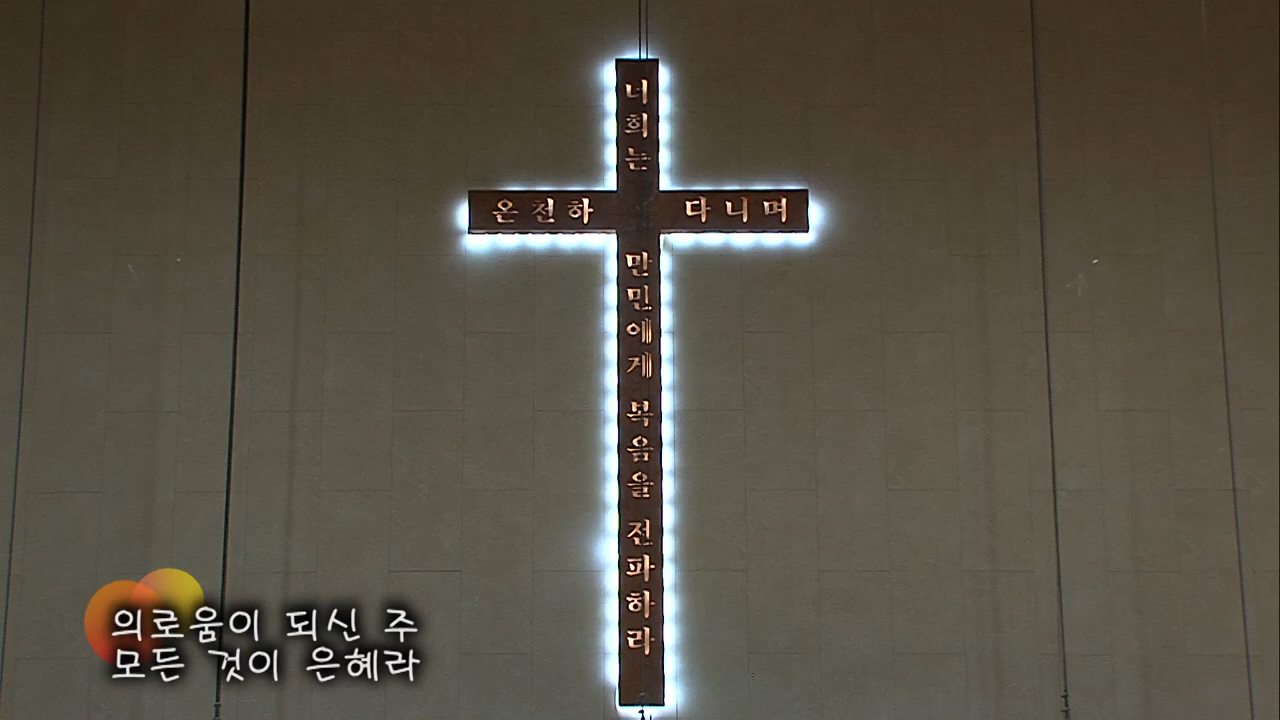 너희는
온천하 다니며
만민에게 복음을 전파하라
의로움이 되신 주
모든 것이 은혜라